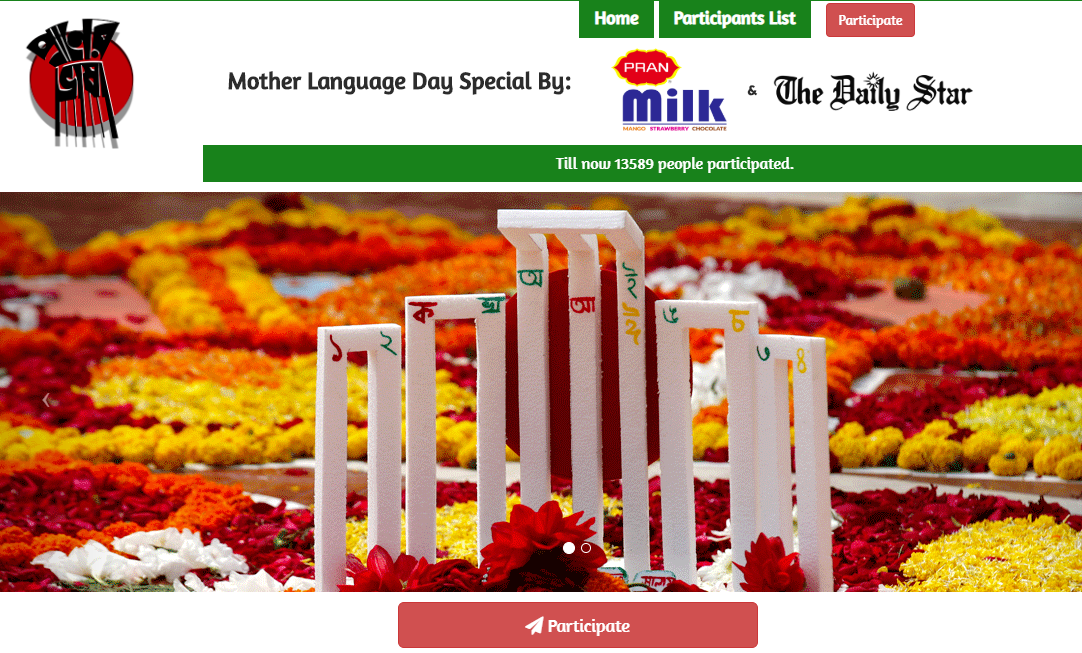 Home
Participants List
Participate
প্রাণের
ভাষা
Mother Language Day Special By:
PRAN
milk
MANGO STRAWBERRY CHOCOLATE
&
The Daily Star
Till now 13589 people participated.
১
২
ক
খ
অ
আ
৫
চ
৩
৪
Participate